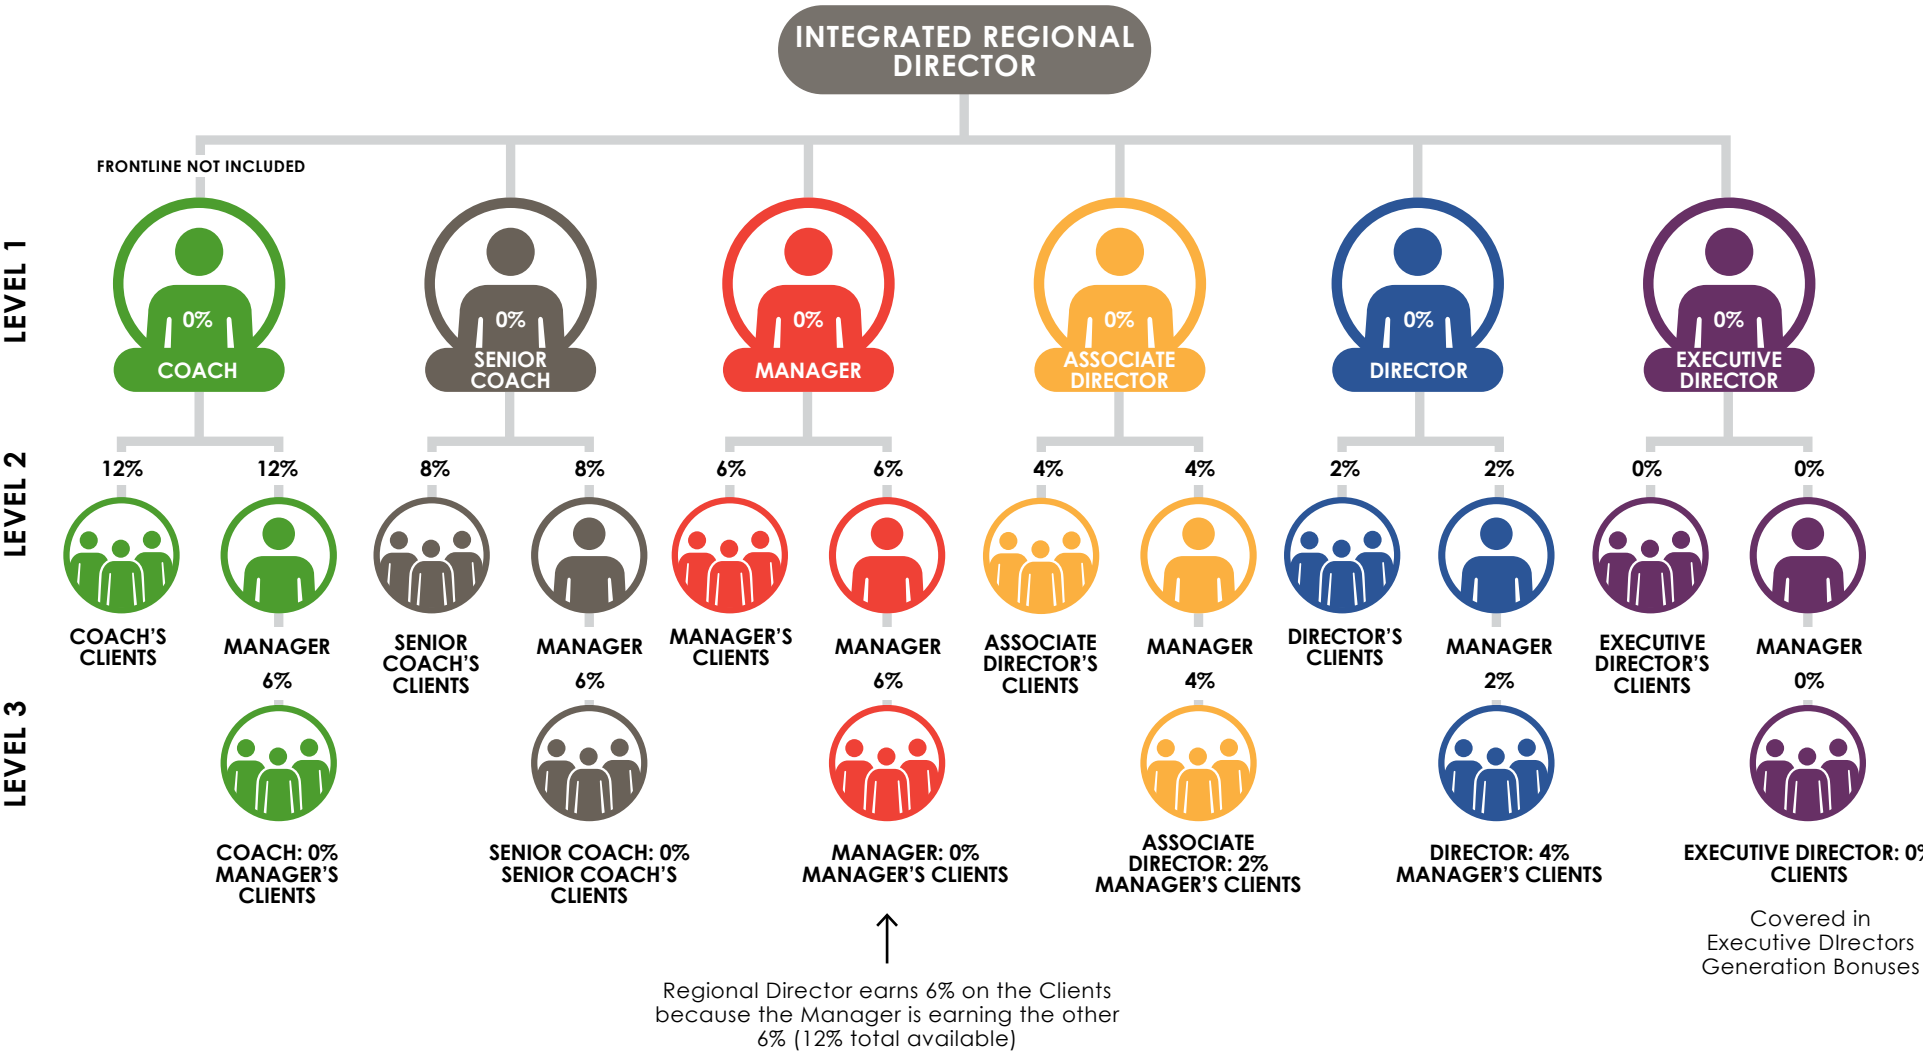 INTEGRATED REGIONAL
DIRECTOR
FRONTLINE NOT INCLUDED
LEVEL 1
0%
0%
0%
0%
0%
0%
COACH
SENIOR
COACH
MANAGER
ASSOCIATE
DIRECTOR
DIRECTOR
EXECUTIVE
DIRECTOR
LEVEL 2
12%
12%
8%
8%
6%
6%
4%
4%
2%
2%
0%
0%
COACH'S
CLIENTS
MANAGER
SENIOR
COACH'S
CLIENTS
MANAGER
MANAGER'S
CLIENTS
MANAGER
ASSOCIATE
DIRECTOR'S
CLIENTS
MANAGER
DIRECTOR'S
CLIENTS
MANAGER
EXECUTIVE
DIRECTOR'S
CLIENTS
MANAGER
LEVEL 3
6%
6%
6%
4%
2%
0%
COACH: 0%
MANAGER'S
CLIENTS
SENIOR COACH: 0%
SENIOR COACH'S
CLIENTS
MANAGER: 0%
MANAGER'S CLIENTS
ASSOCIATE
DIRECTOR: 2%
MANAGER'S CLIENTS
DIRECTOR: 4%
MANAGER'S CLIENTS
EXECUTIVE DIRECTOR: 0%
CLIENTS
Covered in
Executive DIrectors
Generation Bonuses
Regional Director earns 6% on the Clients
because the Manager is earning the other
6% (12% total available)